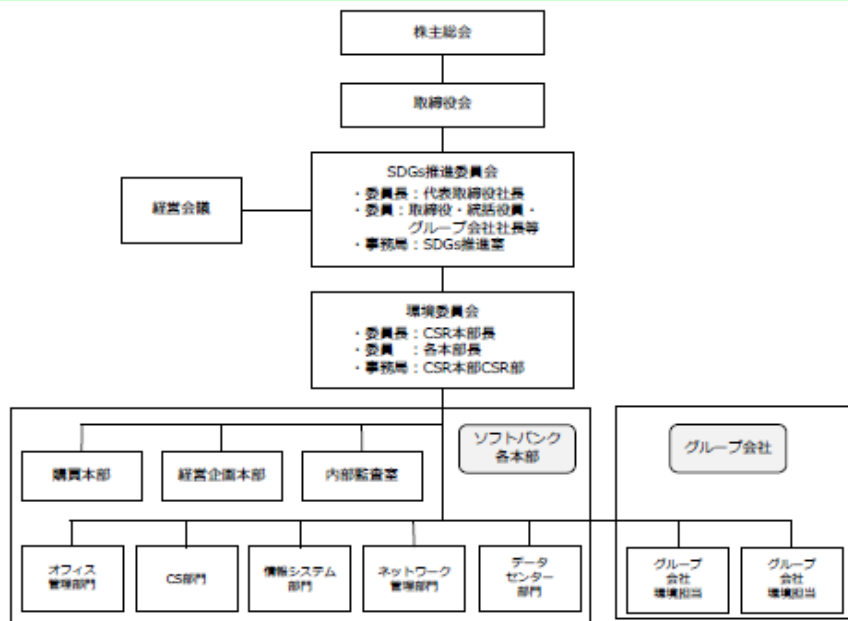 株主総会
取締役会
SDGs推進委員会
・委員長：代表取締役社長
・委員：取締役・統括役員・
グループ会社社長等
・事務局：SDGs推進室
経営会議
環境委員会
・委員長：CSR本部長
・委員　：各本部長
・事務局：CSR本部CSR部
ソフトバンク
各本部
グループ会社
購買本部
経営企画本部
内部監査室
オフィス
管理部門
CS部門
情報システム
部門
ネットワーク
管理部門
データ
センター
部門
グループ
会社
環境担当
グループ
会社
環境担当